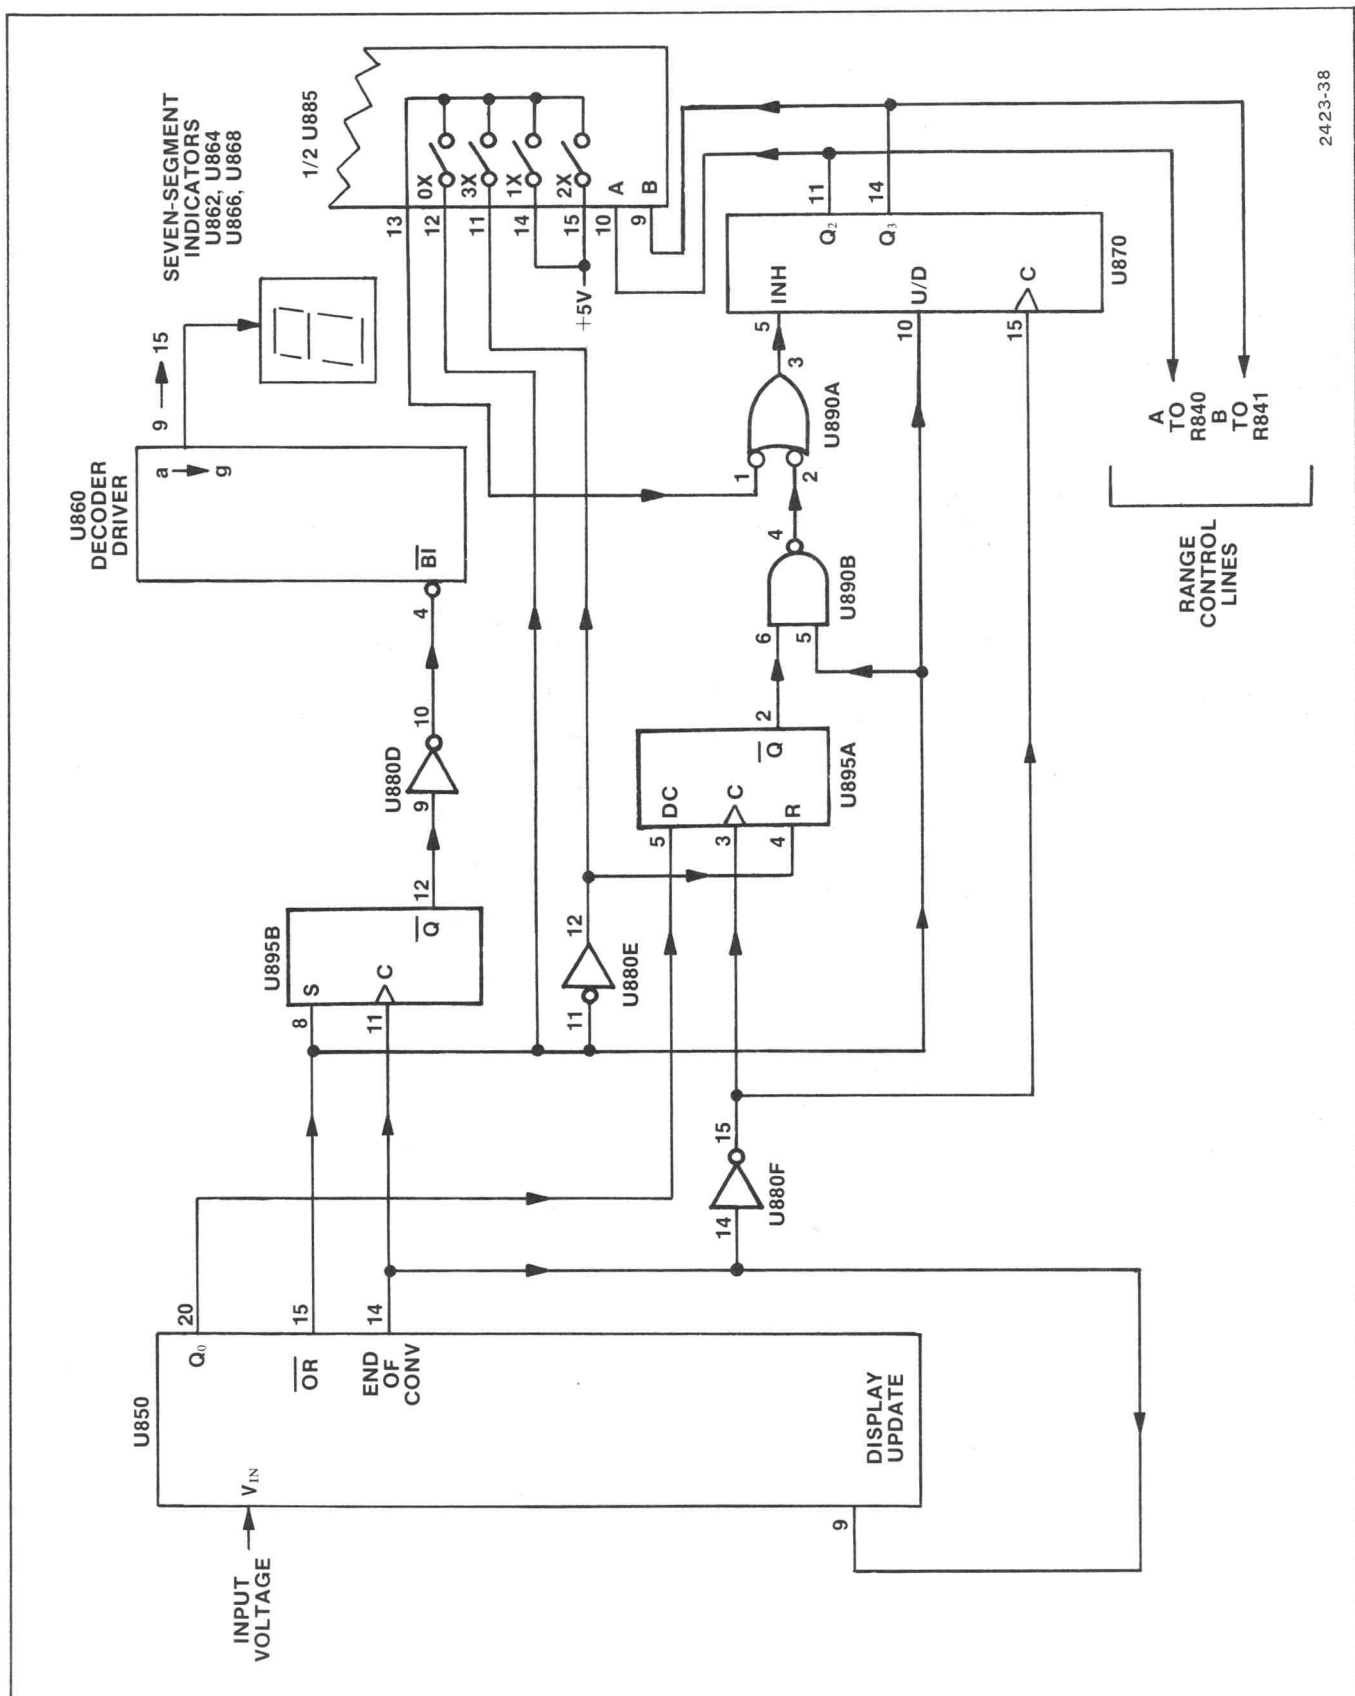 U850
INPUT
VOLTAGE
V_IN
Q₀
20
OR
15
END
OF
CONV
14
DISPLAY
UPDATE
9
U895B
8
S
11
C
Q
12
U880D
9
10
U860
DECODER
DRIVER
4
BI
a
g
9
15
SEVEN-SEGMENT
INDICATORS
U862, U864
U866, U868
U880E
11
12
U880F
14
15
U895A
5
DC
3
C
4
R
Q
2
U890B
6
5
4
U890A
1
2
3
1/2 U885
13
12
0X
11
3X
14
1X
15
2X
+5V
10
A
9
B
U870
5
INH
10
U/D
15
C
Q₂
11
Q₃
14
A
TO
R840
B
TO
R841
RANGE
CONTROL
LINES
2423-38